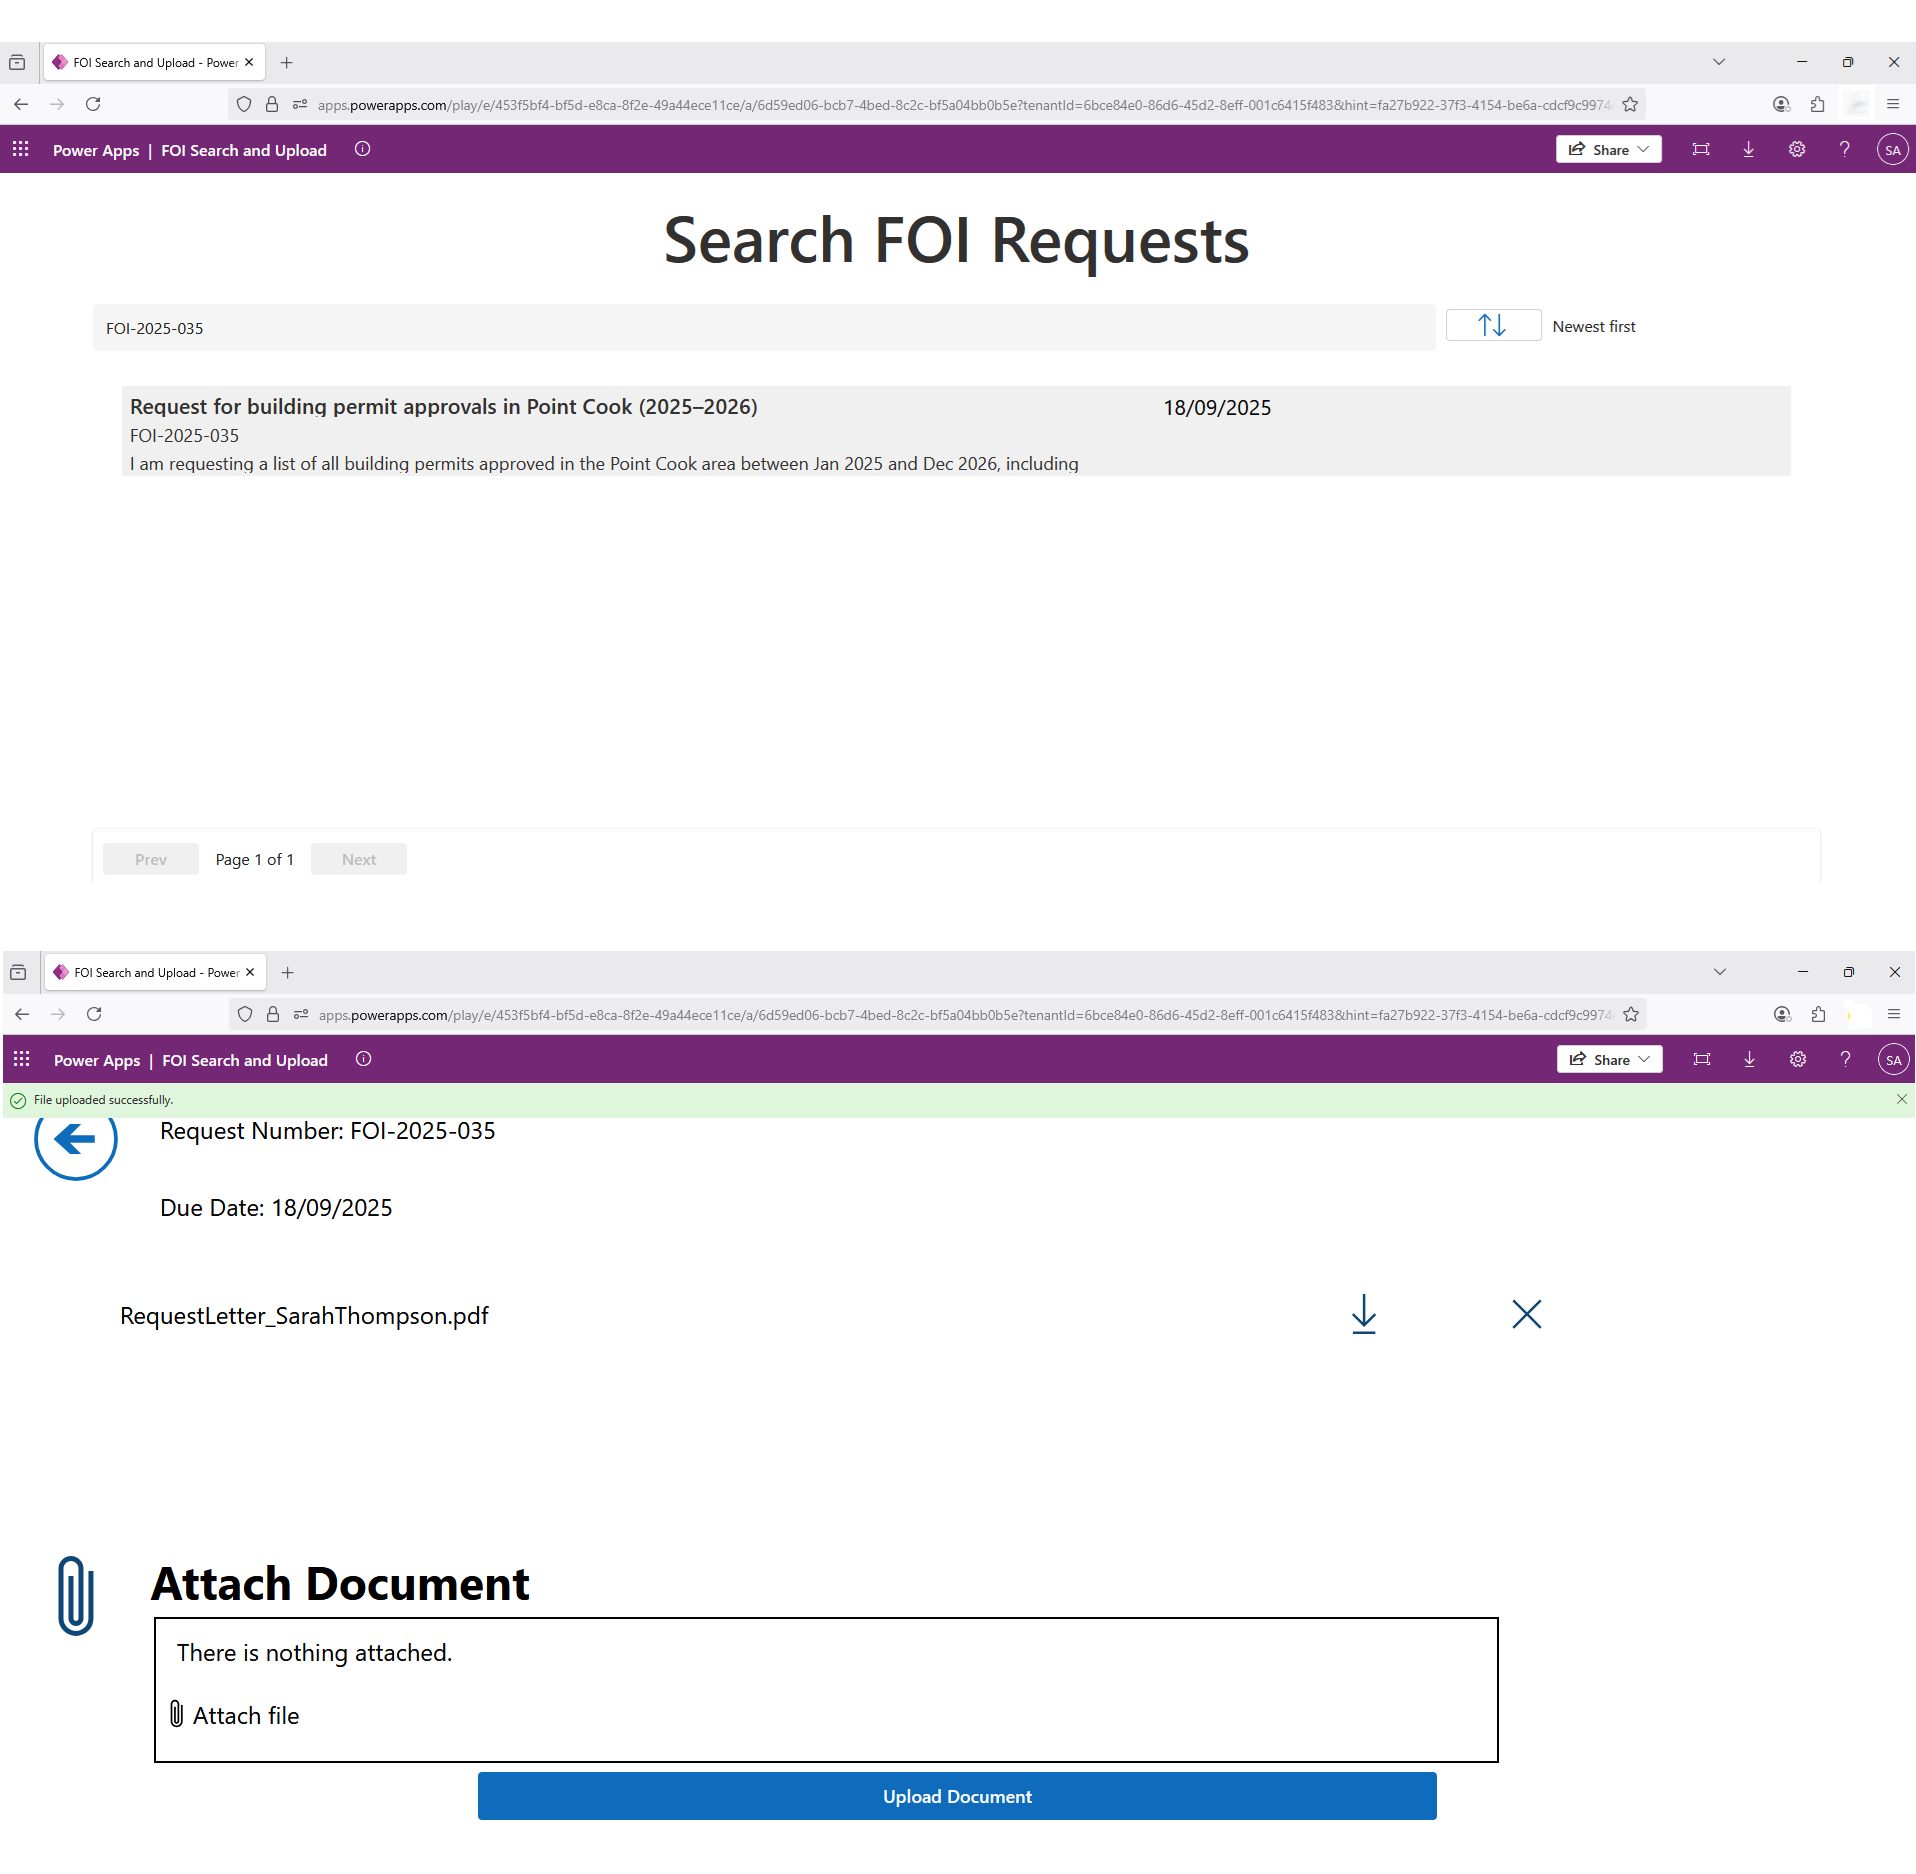 FOI Search and Upload - Power
apps.powerapps.com/play/e/453f5bf4-bf5d-e8ca-8f2e-49a44ece11ce/a/6d59ed06-bcb7-4bed-8c2c-bf5a04bb0b5e?tenantId=6bce84e0-86d6-45d2-8eff-001c6415f483&hint=fa27b922-37f3-4154-be6a-cdcf9c9974
Power Apps | FOI Search and Upload
Share
SA
Search FOI Requests
FOI-2025-035
Newest first
Request for building permit approvals in Point Cook (2025–2026)
18/09/2025
FOI-2025-035
I am requesting a list of all building permits approved in the Point Cook area between Jan 2025 and Dec 2026, including
Prev
Page 1 of 1
Next
FOI Search and Upload - Power
apps.powerapps.com/play/e/453f5bf4-bf5d-e8ca-8f2e-49a44ece11ce/a/6d59ed06-bcb7-4bed-8c2c-bf5a04bb0b5e?tenantId=6bce84e0-86d6-45d2-8eff-001c6415f483&hint=fa27b922-37f3-4154-be6a-cdcf9c9974
Power Apps | FOI Search and Upload
Share
SA
File uploaded successfully.
Request Number: FOI-2025-035
Due Date: 18/09/2025
RequestLetter_SarahThompson.pdf
Attach Document
There is nothing attached.
Attach file
Upload Document